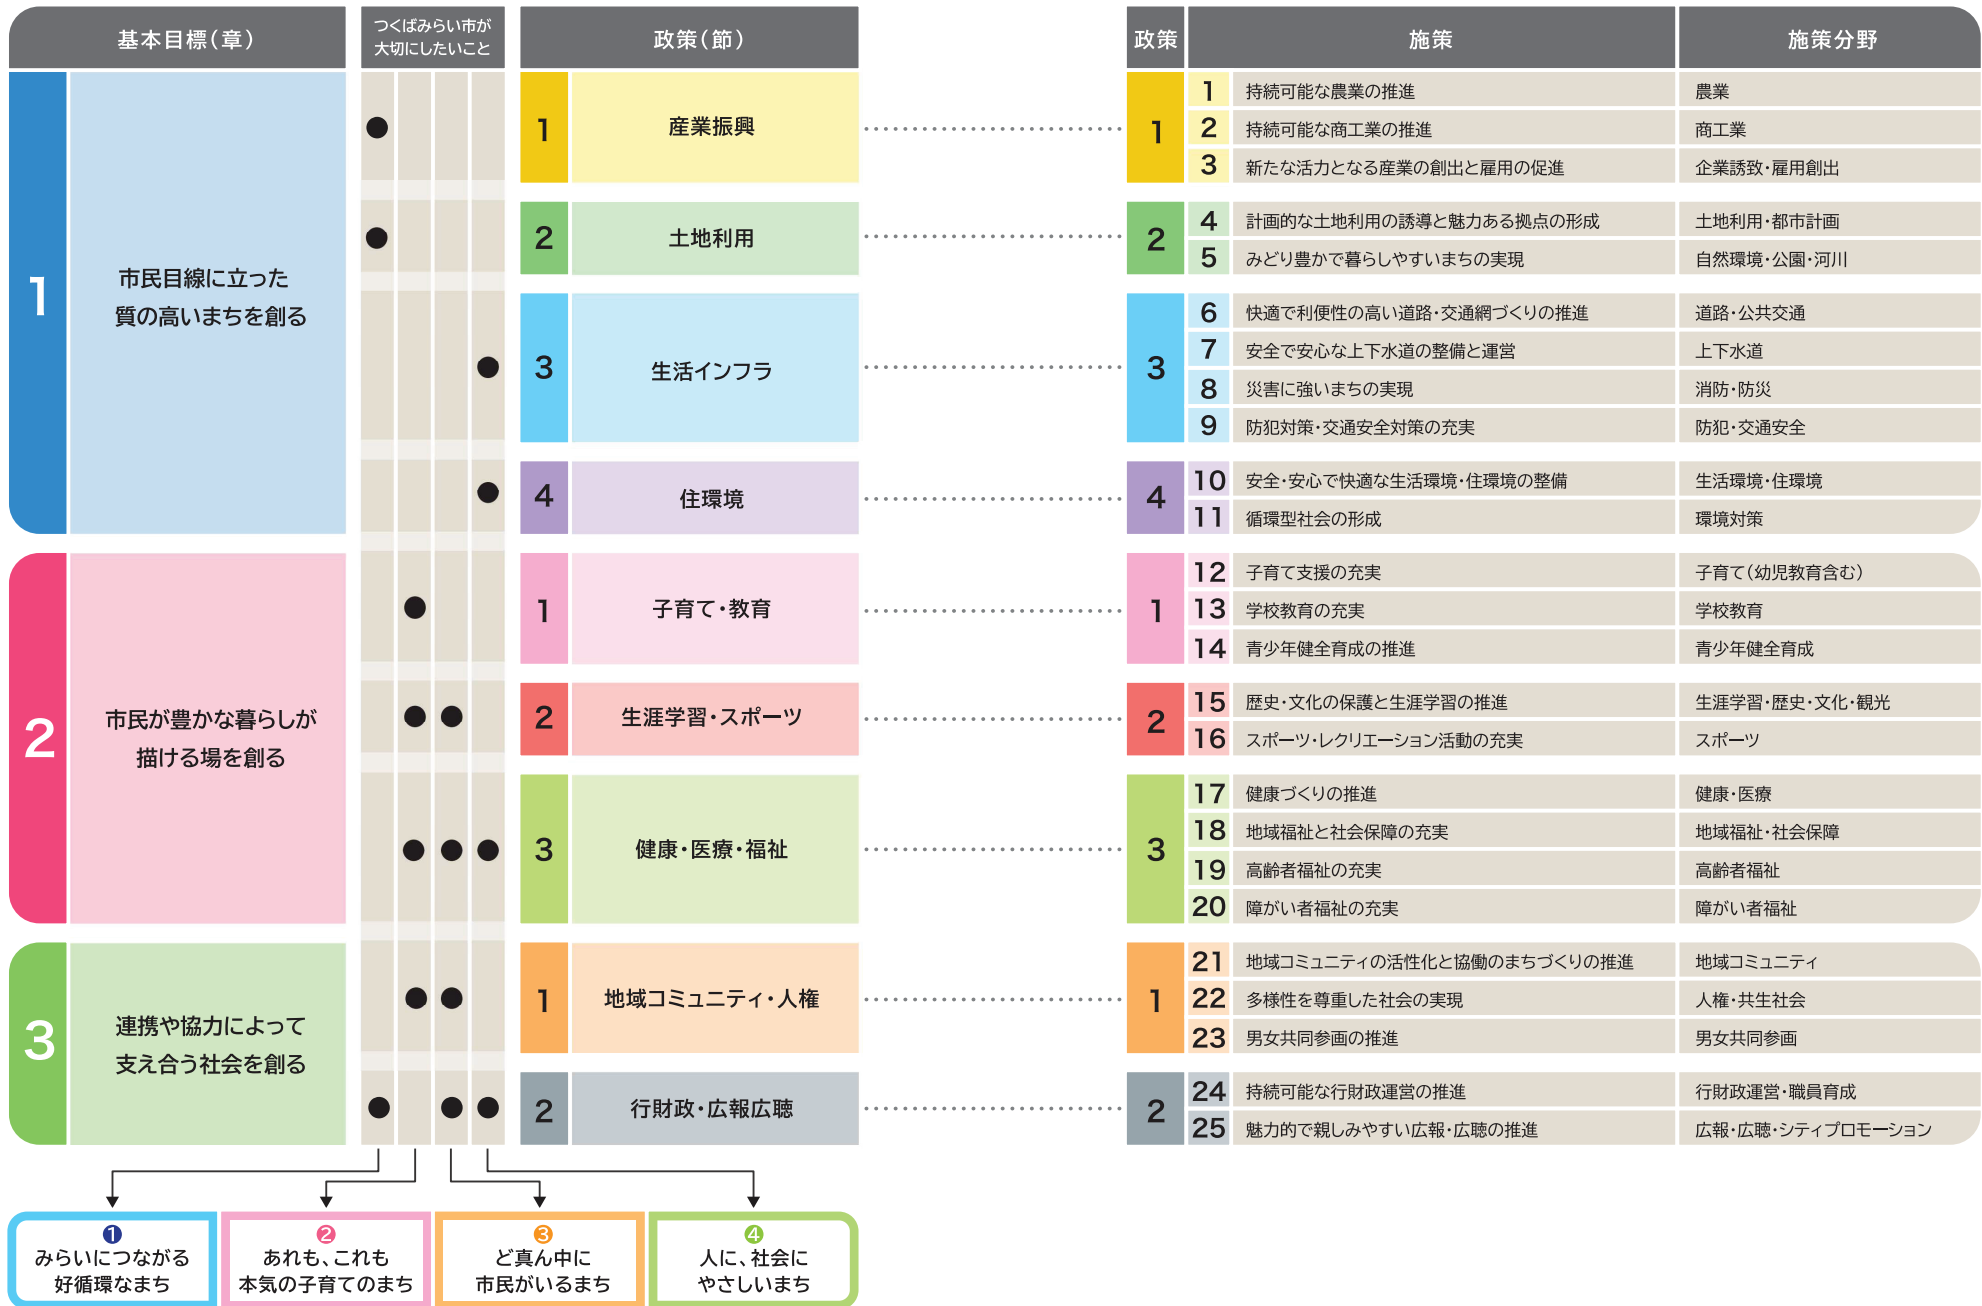 基本目標(章)
つくばみらい市が
大切にしたいこと
政策(節)
政策
施策
施策分野
1
市民目線に立った
質の高いまちを創る
1
産業振興
1
1
持続可能な農業の推進
農業
2
持続可能な商工業の推進
商工業
3
新たな活力となる産業の創出と雇用の促進
企業誘致・雇用創出
2
土地利用
2
4
計画的な土地利用の誘導と魅力ある拠点の形成
土地利用・都市計画
5
みどり豊かで暮らしやすいまちの実現
自然環境・公園・河川
3
生活インフラ
3
6
快適で利便性の高い道路・交通網づくりの推進
道路・公共交通
7
安全で安心な上下水道の整備と運営
上下水道
8
災害に強いまちの実現
消防・防災
9
防犯対策・交通安全対策の充実
防犯・交通安全
4
住環境
4
10
安全・安心で快適な生活環境・住環境の整備
生活環境・住環境
11
循環型社会の形成
環境対策
2
市民が豊かな暮らしが
描ける場を創る
1
子育て・教育
1
12
子育て支援の充実
子育て(幼児教育含む)
13
学校教育の充実
学校教育
14
青少年健全育成の推進
青少年健全育成
2
生涯学習・スポーツ
2
15
歴史・文化の保護と生涯学習の推進
生涯学習・歴史・文化・観光
16
スポーツ・レクリエーション活動の充実
スポーツ
3
健康・医療・福祉
3
17
健康づくりの推進
健康・医療
18
地域福祉と社会保障の充実
地域福祉・社会保障
19
高齢者福祉の充実
高齢者福祉
20
障がい者福祉の充実
障がい者福祉
3
連携や協力によって
支え合う社会を創る
1
地域コミュニティ・人権
1
21
地域コミュニティの活性化と協働のまちづくりの推進
地域コミュニティ
22
多様性を尊重した社会の実現
人権・共生社会
23
男女共同参画の推進
男女共同参画
2
行財政・広報広聴
2
24
持続可能な行財政運営の推進
行財政運営・職員育成
25
魅力的で親しみやすい広報・広聴の推進
広報・広聴・シティプロモーション
1
みらいにつながる
好循環なまち
2
あれも、これも
本気の子育てのまち
3
ど真ん中に
市民がいるまち
4
人に、社会に
やさしいまち